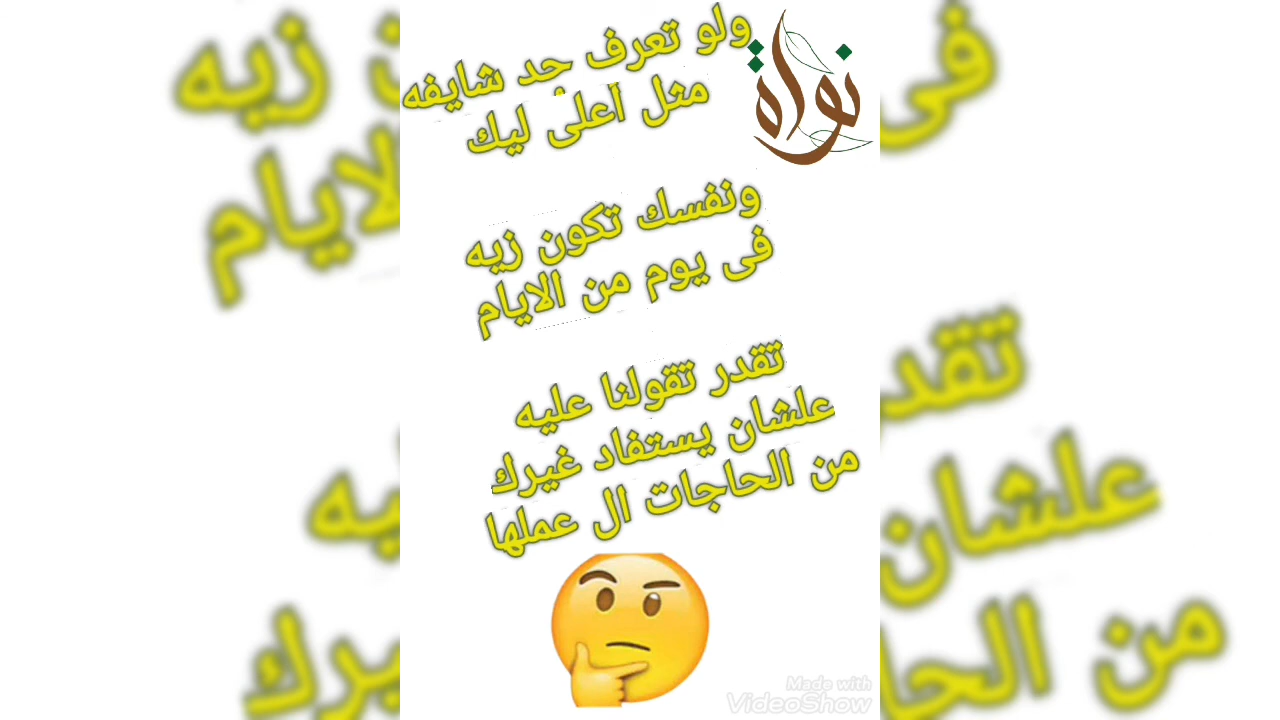 ولو تعرف حد شايفه
مثل أعلى ليك
نواة
ونفسك تكون زيه
فى يوم من الايام
تقدر تقولنا عليه
علشان يستفاد غيرك
من الحاجات ال عملها
Made with
VideoShow